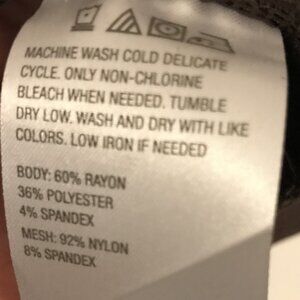 MACHINE WASH COLD DELICATE
CYCLE. ONLY NON-CHLORINE
BLEACH WHEN NEEDED. TUMBLE
DRY LOW. WASH AND DRY WITH LIKE
COLORS. LOW IRON IF NEEDED
BODY: 60% RAYON
36% POLYESTER
4% SPANDEX
MESH: 92% NYLON
8% SPANDEX